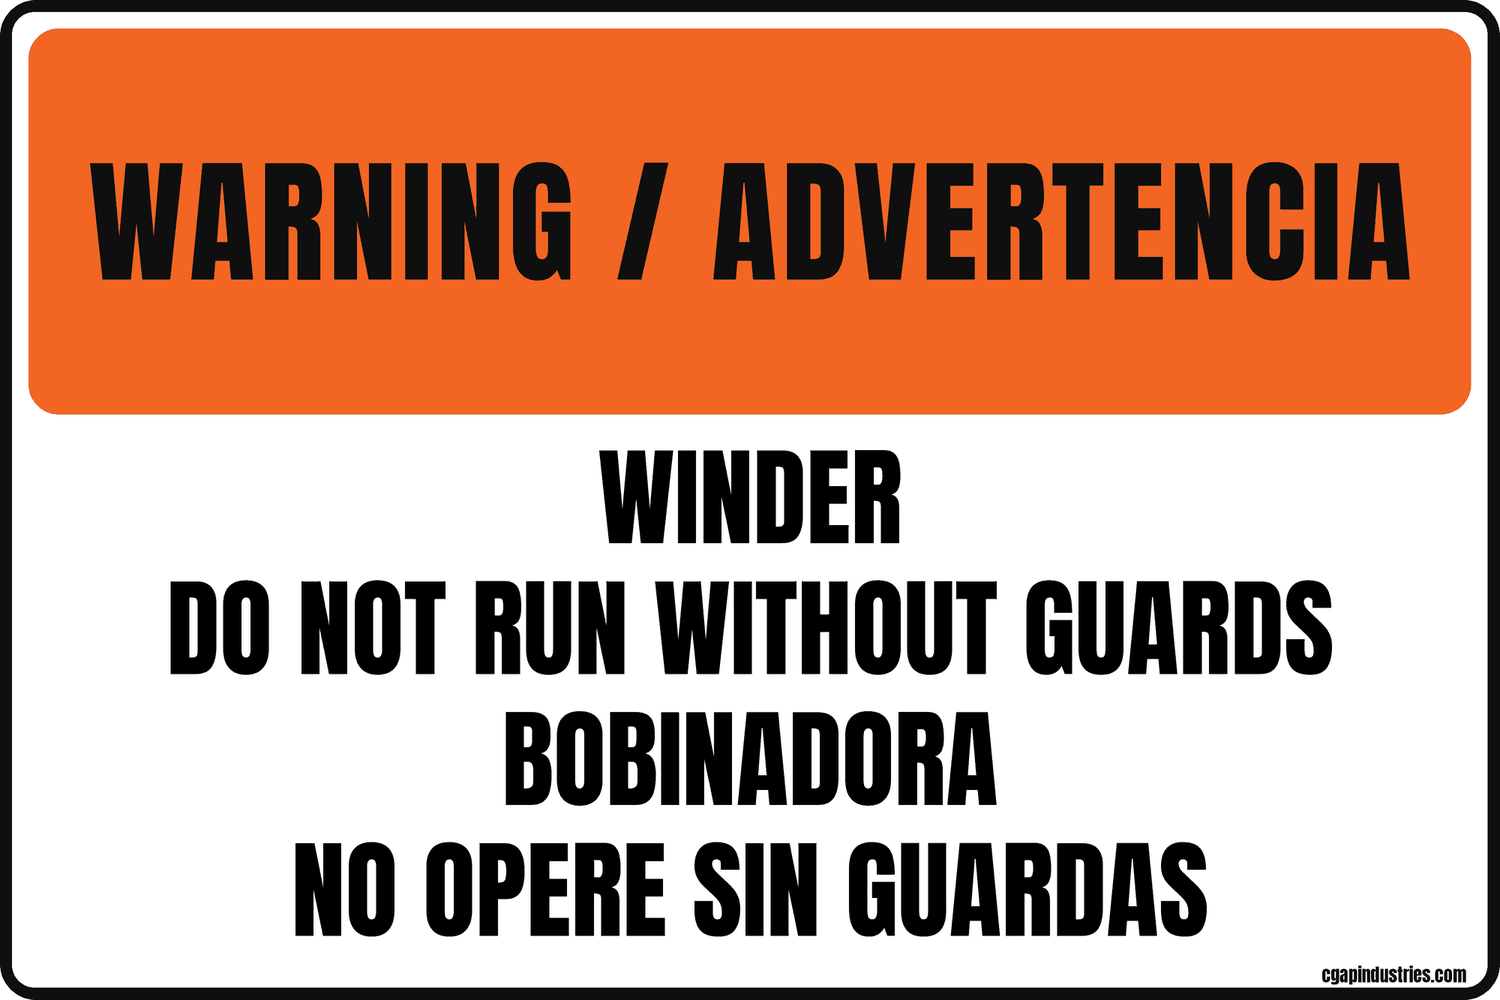 WARNING / ADVERTENCIA
WINDER
DO NOT RUN WITHOUT GUARDS
BOBINADORA
NO OPERE SIN GUARDAS
cgapindustries.com